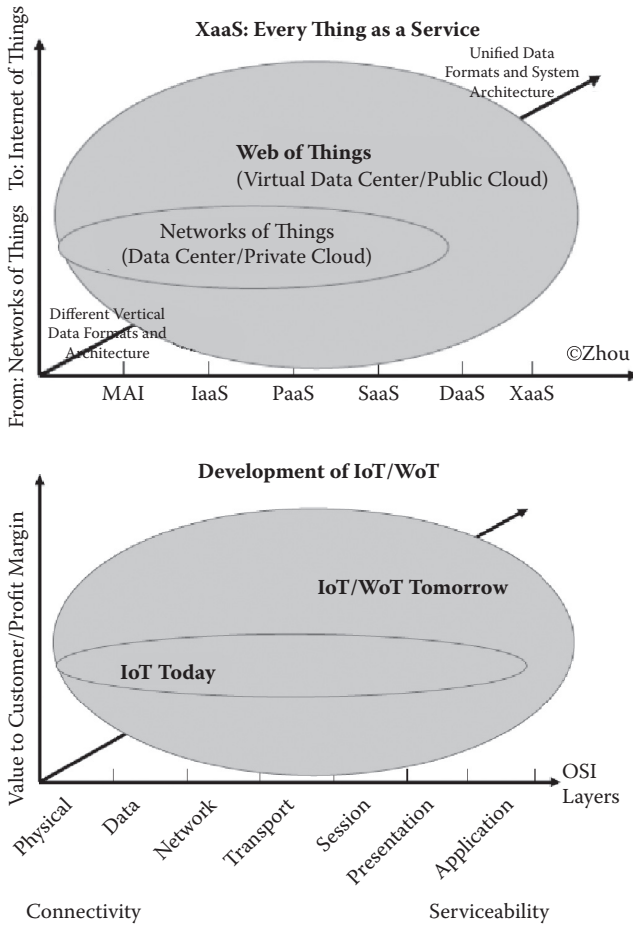 XaaS: Every Thing as a Service
Unified Data
Formats and System
Architecture
From: Networks of Things To: Internet of Things
Web of Things
(Virtual Data Center/Public Cloud)
Networks of Things
(Data Center/Private Cloud)
Different Vertical
Data Formats and
Architecture
©Zhou
MAI IaaS PaaS SaaS DaaS XaaS
Development of IoT/WoT
Value to Customer/Profit Margin
IoT/WoT Tomorrow
IoT Today
OSI
Layers
Physical Data Network Transport Session Presentation Application
Connectivity Serviceability